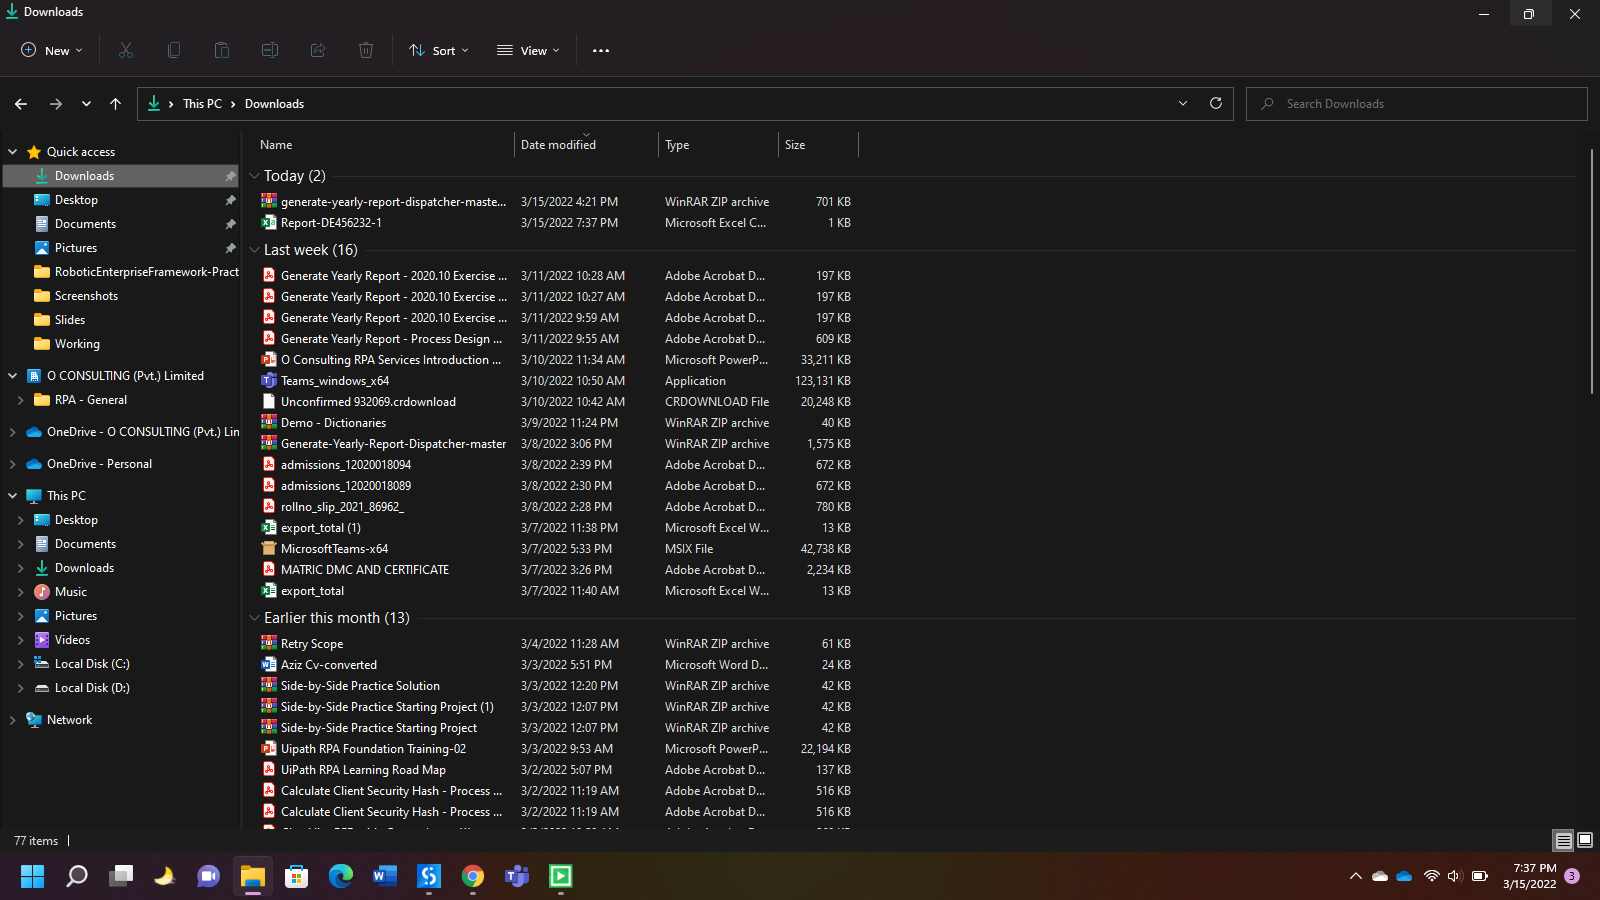 Downloads
New
Sort
View
This PC
Downloads
Search Downloads
Quick access
Downloads
Desktop
Documents
Pictures
RoboticEnterpriseFramework-Pract
Screenshots
Slides
Working
O CONSULTING (Pvt.) Limited
RPA - General
OneDrive - O CONSULTING (Pvt.) Lin
OneDrive - Personal
This PC
Desktop
Documents
Downloads
Music
Pictures
Videos
Local Disk (C:)
Local Disk (D:)
Network
Name Date modified Type Size
Today (2)
generate-yearly-report-dispatcher-maste... 3/15/2022 4:21 PM WinRAR ZIP archive 701 KB
Report-DE456232-1 3/15/2022 7:37 PM Microsoft Excel C... 1 KB
Last week (16)
Generate Yearly Report - 2020.10 Exercise ... 3/11/2022 10:28 AM Adobe Acrobat D... 197 KB
Generate Yearly Report - 2020.10 Exercise ... 3/11/2022 10:27 AM Adobe Acrobat D... 197 KB
Generate Yearly Report - 2020.10 Exercise ... 3/11/2022 9:59 AM Adobe Acrobat D... 197 KB
Generate Yearly Report - Process Design ... 3/11/2022 9:55 AM Adobe Acrobat D... 609 KB
O Consulting RPA Services Introduction ... 3/10/2022 11:34 AM Microsoft PowerP... 33,211 KB
Teams_windows_x64 3/10/2022 10:50 AM Application 123,131 KB
Unconfirmed 932069.crdownload 3/10/2022 10:42 AM CRDOWNLOAD File 20,248 KB
Demo - Dictionaries 3/9/2022 11:24 PM WinRAR ZIP archive 40 KB
Generate-Yearly-Report-Dispatcher-master 3/8/2022 3:06 PM WinRAR ZIP archive 1,575 KB
admissions_12020018094 3/8/2022 2:39 PM Adobe Acrobat D... 672 KB
admissions_12020018089 3/8/2022 2:30 PM Adobe Acrobat D... 672 KB
rollno_slip_2021_86962_ 3/8/2022 2:28 PM Adobe Acrobat D... 780 KB
export_total (1) 3/7/2022 11:38 PM Microsoft Excel W... 13 KB
MicrosoftTeams-x64 3/7/2022 5:33 PM MSIX File 42,738 KB
MATRIC DMC AND CERTIFICATE 3/7/2022 3:26 PM Adobe Acrobat D... 2,234 KB
export_total 3/7/2022 11:40 AM Microsoft Excel W... 13 KB
Earlier this month (13)
Retry Scope 3/4/2022 11:28 AM WinRAR ZIP archive 61 KB
Aziz Cv-converted 3/3/2022 5:51 PM Microsoft Word D... 24 KB
Side-by-Side Practice Solution 3/3/2022 12:20 PM WinRAR ZIP archive 42 KB
Side-by-Side Practice Starting Project (1) 3/3/2022 12:07 PM WinRAR ZIP archive 42 KB
Side-by-Side Practice Starting Project 3/3/2022 12:07 PM WinRAR ZIP archive 42 KB
Uipath RPA Foundation Training-02 3/3/2022 9:53 AM Microsoft PowerP... 22,194 KB
UiPath RPA Learning Road Map 3/2/2022 5:07 PM Adobe Acrobat D... 137 KB
Calculate Client Security Hash - Process ... 3/2/2022 11:19 AM Adobe Acrobat D... 516 KB
Calculate Client Security Hash - Process ... 3/2/2022 11:19 AM Adobe Acrobat D... 516 KB
77 items
7:37 PM
3/15/2022
3